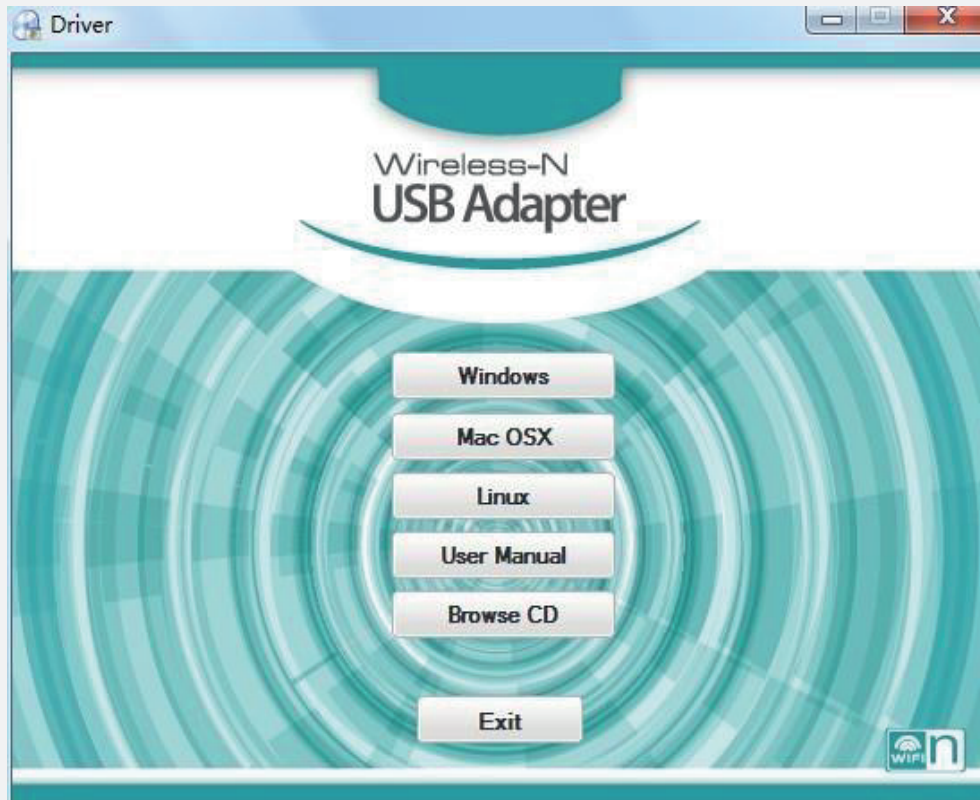 Driver
Wireless-N
USB Adapter
Windows
Mac OSX
Linux
User Manual
Browse CD
Exit
WIFI n